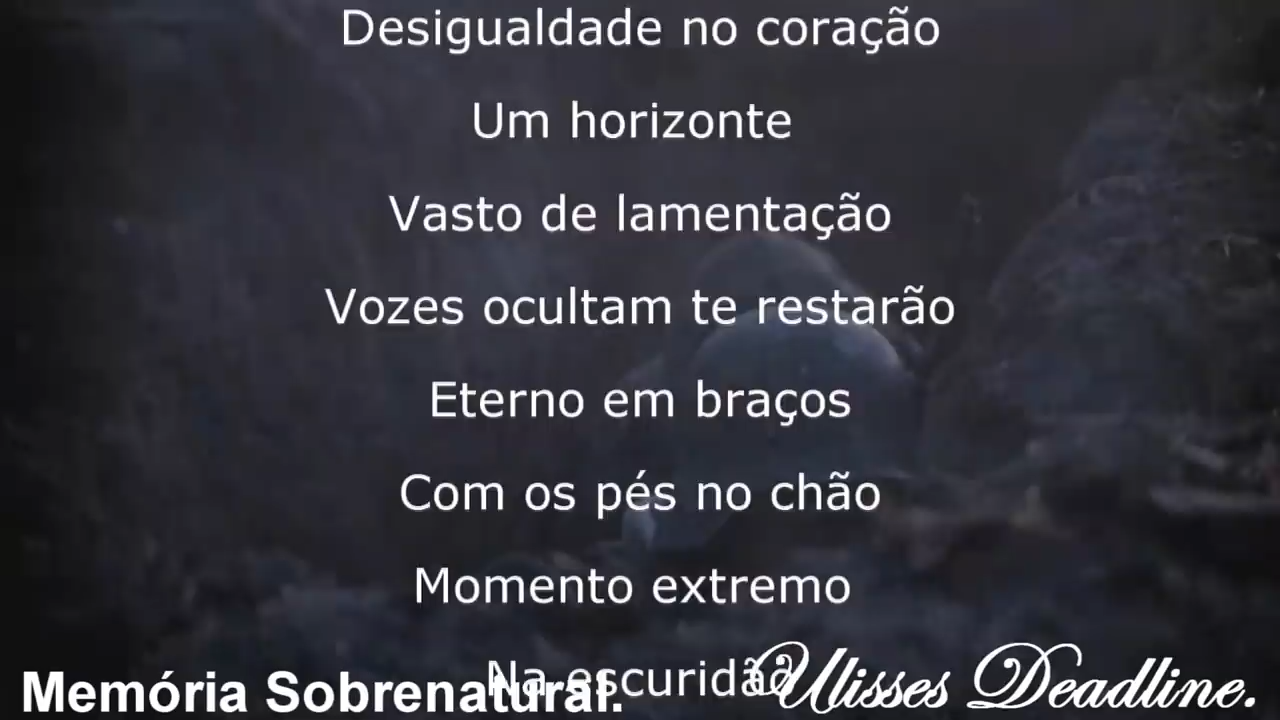 Desigualdade no coração
Um horizonte
Vasto de lamentação
Vozes ocultam te restarão
Eterno em braços
Com os pés no chão
Momento extremo
Na escuridão
Memória Sobrenatural.
Ulisses Deadline.